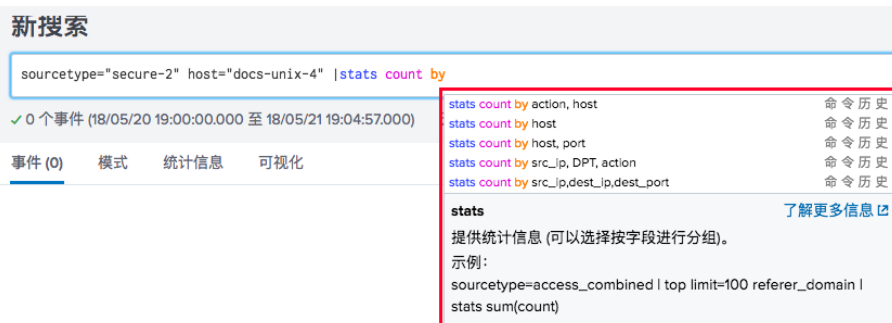 新搜索
sourcetype="secure-2" host="docs-unix-4" |stats count by
✓ 0 个事件 (18/05/20 19:00:00.000 至 18/05/21 19:04:57.000)
事件 (0) 模式 统计信息 可视化
stats count by action, host 命令历史
stats count by host 命令历史
stats count by host, port 命令历史
stats count by src_ip, DPT, action 命令历史
stats count by src_ip,dest_ip,dest_port 命令历史
stats 了解更多信息
提供统计信息 (可以选择按字段进行分组)。
示例：
sourcetype=access_combined | top limit=100 referer_domain |
stats sum(count)